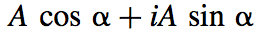 A cos α + iA sin α